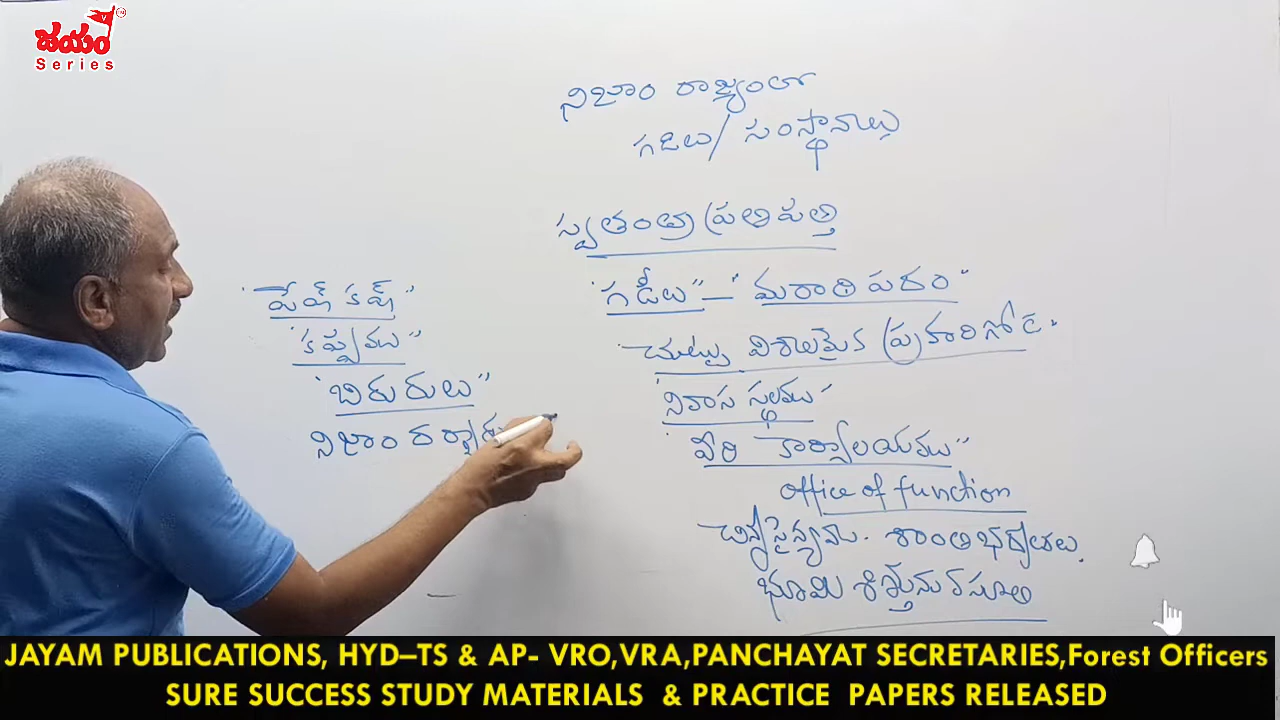 జయం
Series
నిజాం రాజ్యంలో
గడిలు/ సంస్థానాలు
స్వతంత్ర ప్రతిపత్తి
"గడీలు" – "మరాఠి పదం"
చుట్టు విశాలమైన ప్రహరిగోడ.
"నివాస స్థలము"
"వీరి కార్యాలయము"
office of function
చిన్న సైన్యము. శాంతిభద్రతలు.
భూమి శిస్తును వసూలు
"పేష్ కష్"
"కప్పము"
"బిరుదులు"
నిజాం దర్బారు
JAYAM PUBLICATIONS, HYD–TS & AP- VRO,VRA,PANCHAYAT SECRETARIES,Forest Officers
SURE SUCCESS STUDY MATERIALS & PRACTICE PAPERS RELEASED